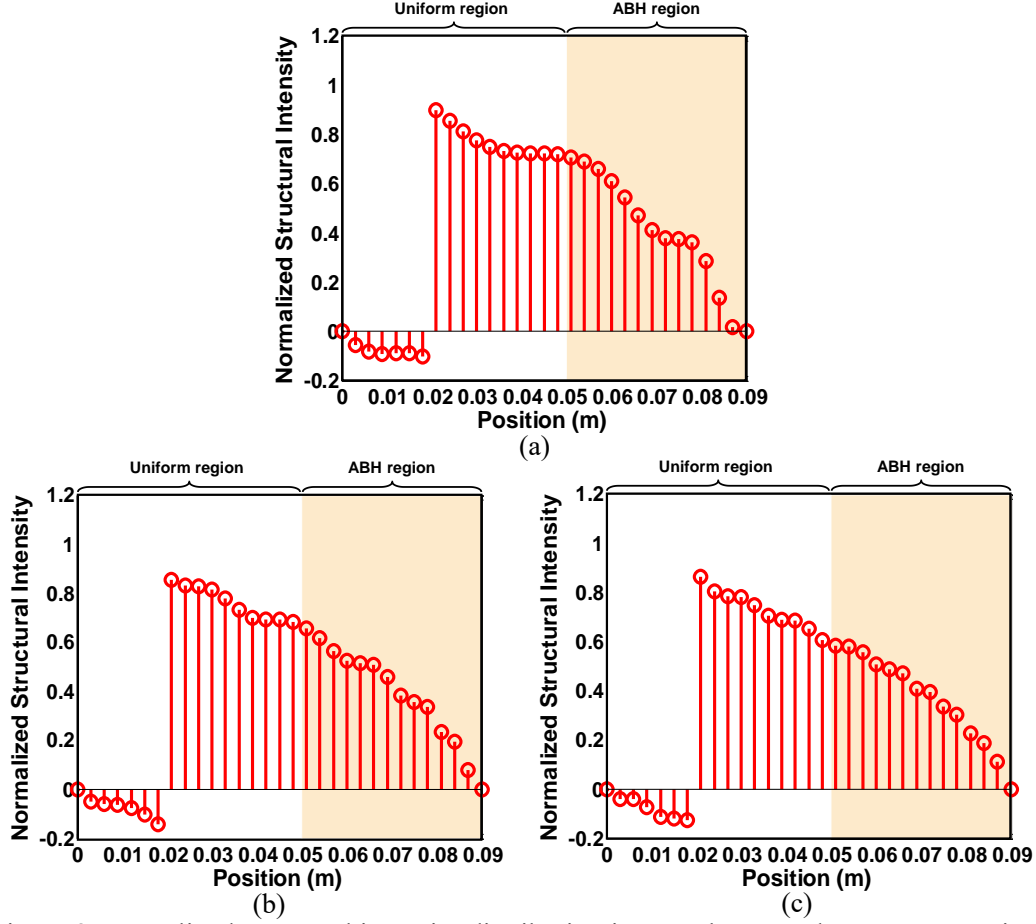 Uniform region ABH region
1.2
1
0.8
0.6
0.4
0.2
0
-0.2
Normalized Structural Intensity
0 0.01 0.02 0.03 0.04 0.05 0.06 0.07 0.08 0.09
Position (m)
(a)
Uniform region ABH region
1.2
1
0.8
0.6
0.4
0.2
0
-0.2
Normalized Structural Intensity
0 0.01 0.02 0.03 0.04 0.05 0.06 0.07 0.08 0.09
Position (m)
(b)
Uniform region ABH region
1.2
1
0.8
0.6
0.4
0.2
0
-0.2
Normalized Structural Intensity
0 0.01 0.02 0.03 0.04 0.05 0.06 0.07 0.08 0.09
Position (m)
(c)